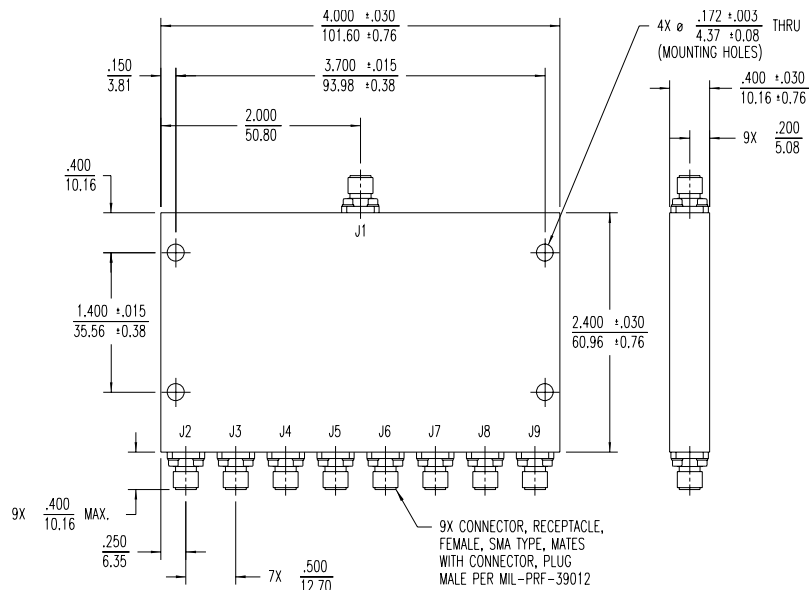 4.000 ±.030
101.60 ±0.76
4X ⌀ .172 ±.003 THRU
4.37 ±0.08
(MOUNTING HOLES)
.150
3.81
3.700 ±.015
93.98 ±0.38
.400 ±.030
10.16 ±0.76
2.000
50.80
9X .200
5.08
.400
10.16
J1
1.400 ±.015
35.56 ±0.38
2.400 ±.030
60.96 ±0.76
J2 J3 J4 J5 J6 J7 J8 J9
9X .400 MAX.
10.16
.250
6.35
7X .500
12.70
9X CONNECTOR, RECEPTACLE,
FEMALE, SMA TYPE, MATES
WITH CONNECTOR, PLUG
MALE PER MIL-PRF-39012